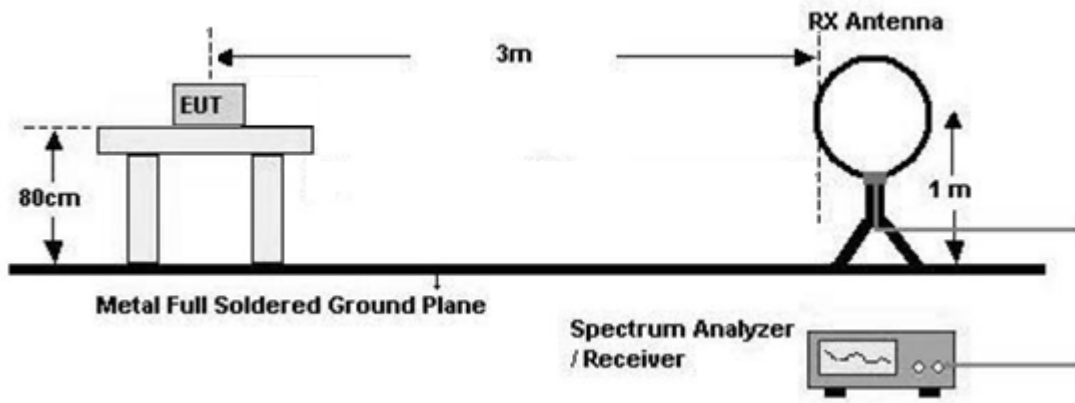 RX Antenna
3m
EUT
80cm
1 m
Metal Full Soldered Ground Plane
Spectrum Analyzer
/ Receiver